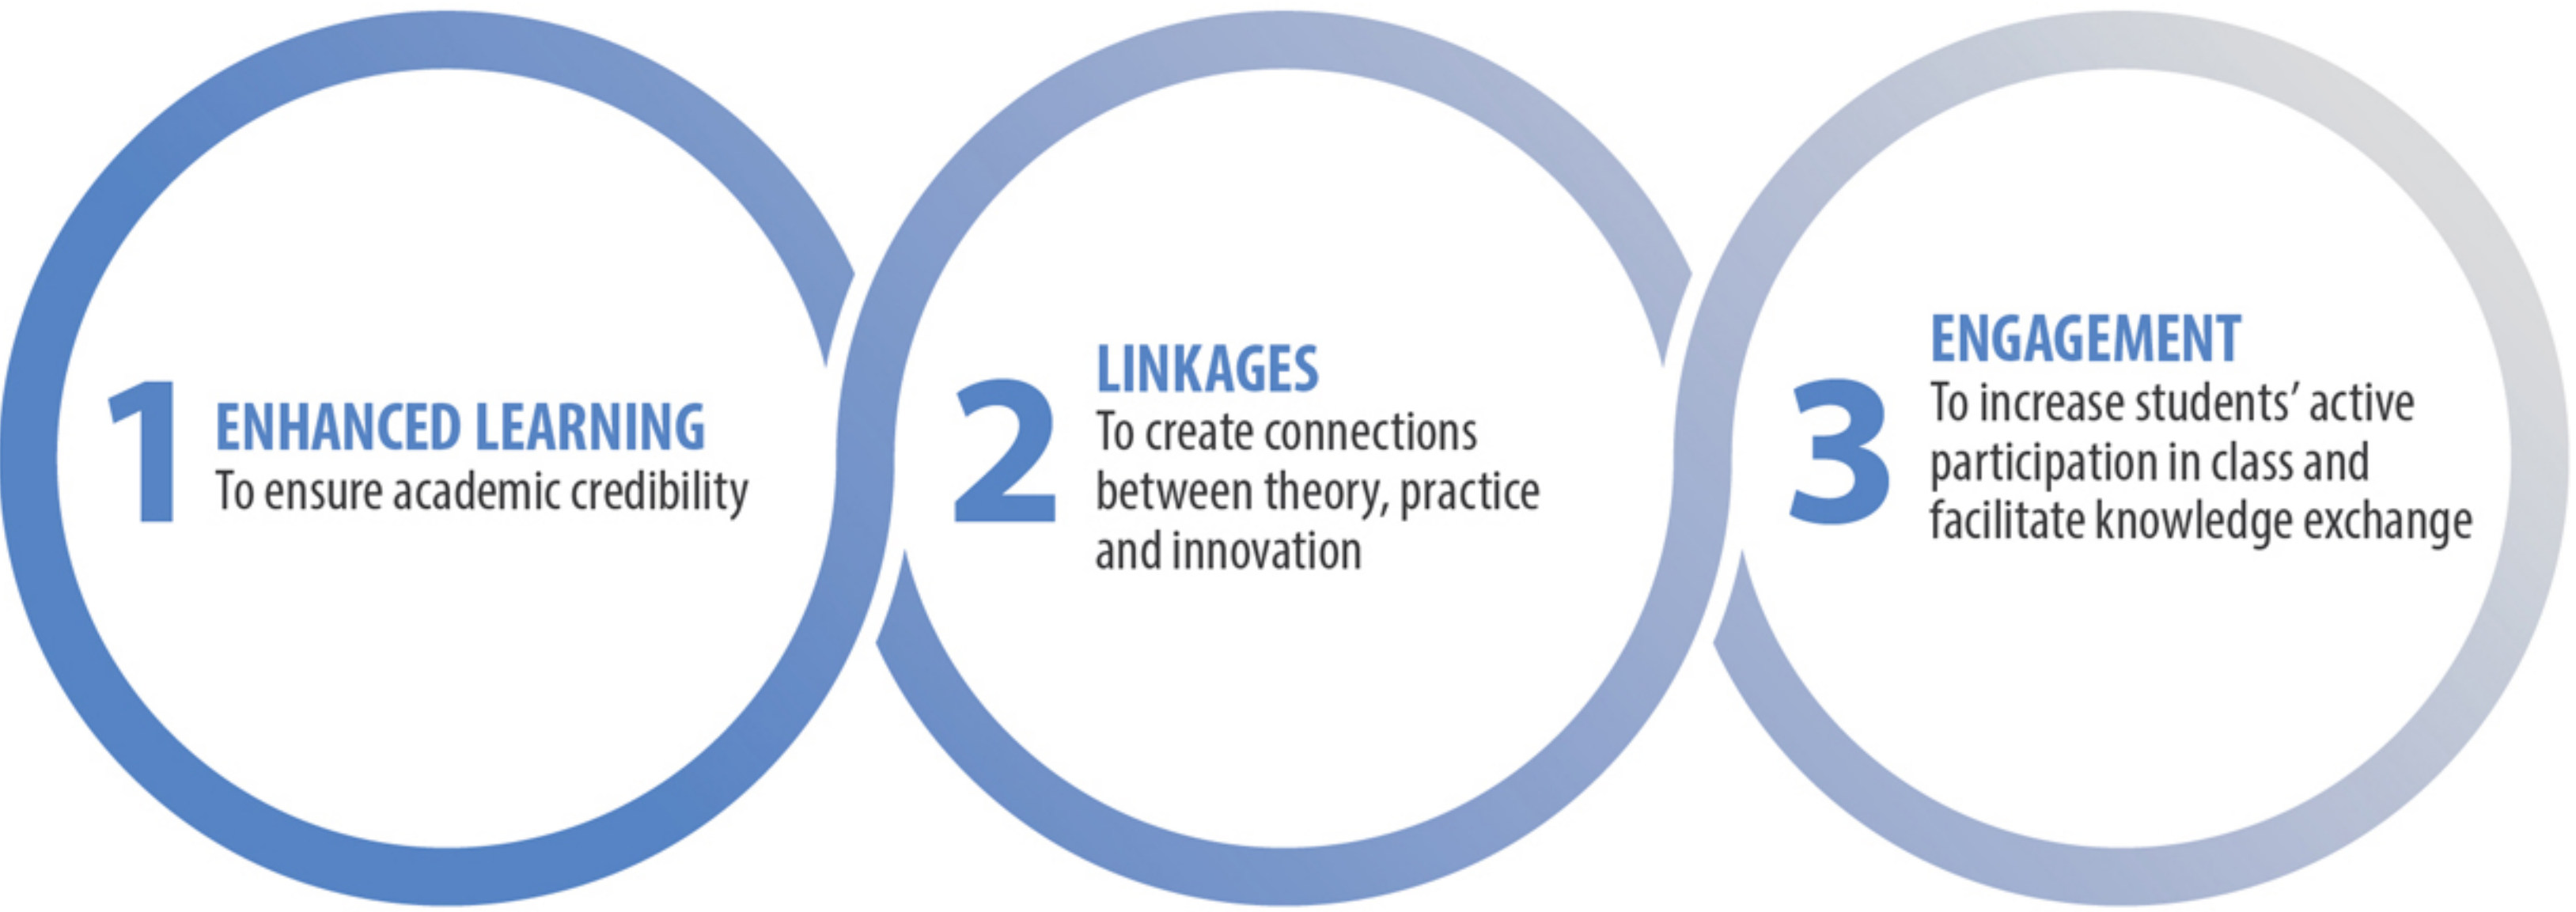 1
ENHANCED LEARNING
To ensure academic credibility
2
LINKAGES
To create connections
between theory, practice
and innovation
3
ENGAGEMENT
To increase students’ active
participation in class and
facilitate knowledge exchange